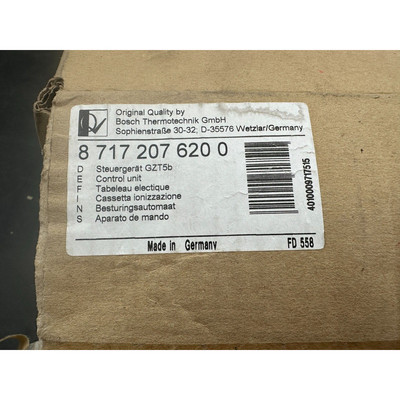 Original Quality by
Bosch Thermotechnik GmbH
Sophienstraße 30-32; D-35576 Wetzlar/Germany
8 717 207 620 0
D Steuergerät GZT5b
E Control unit
F Tabeleau electique
I Cassetta ionizzazione
N Besturingsautomaat
S Aparato de mando
4010009717515
Made in Germany
FD 558